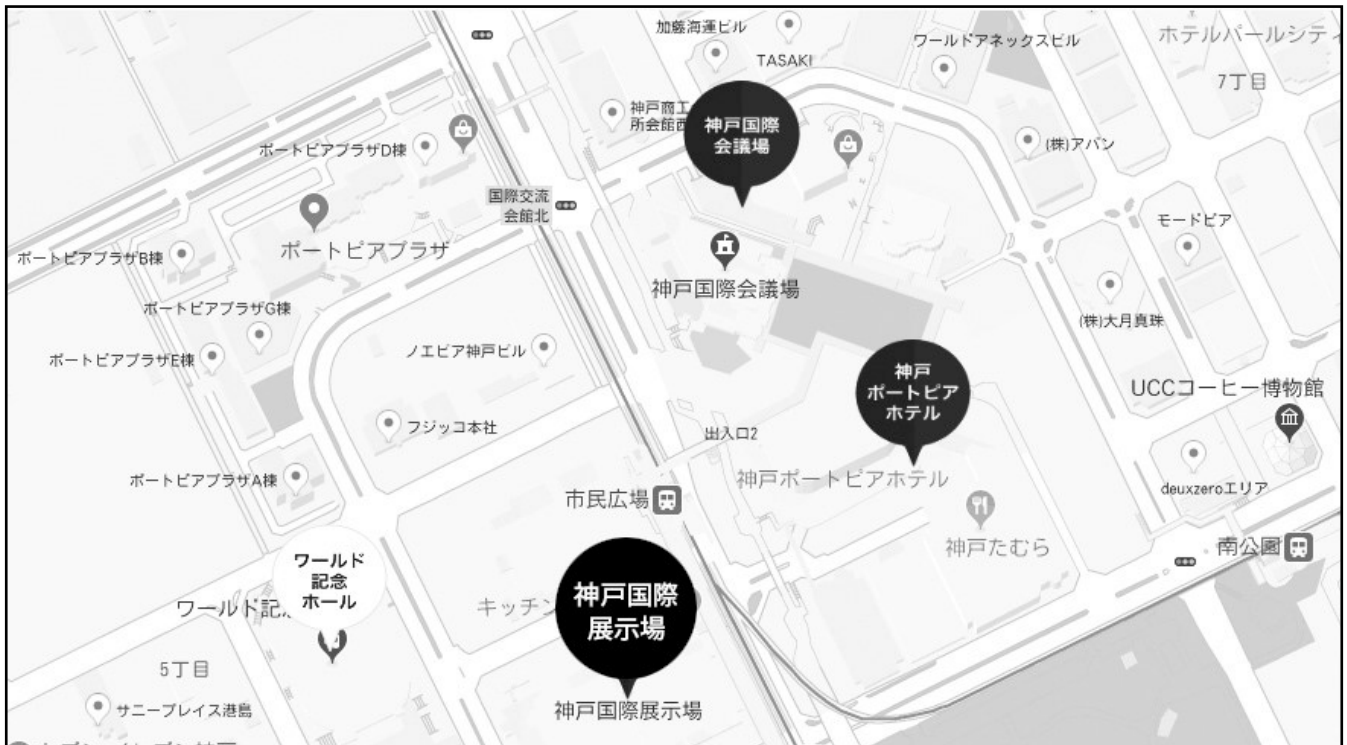 加藤海運ビル
TASAKI
ワールドアネックスビル
ホテルパールシティ
7丁目
神戸商工
所会館西
神戸国際
会議場
(株)アバン
ポートピアプラザD棟
国際交流
会館北
モードピア
ポートピアプラザB棟
ポートピアプラザ
神戸国際会議場
ポートピアプラザG棟
(株)大月真珠
ポートピアプラザE棟
ノエビア神戸ビル
神戸
ポートピア
ホテル
UCCコーヒー博物館
フジッコ本社
出入口2
ポートピアプラザA棟
神戸ポートピアホテル
deuxzeroエリア
市民広場
神戸たむら
南公園
ワールド
記念
ホール
ワールド記
キッチン
神戸国際
展示場
5丁目
サニープレイス港島
神戸国際展示場